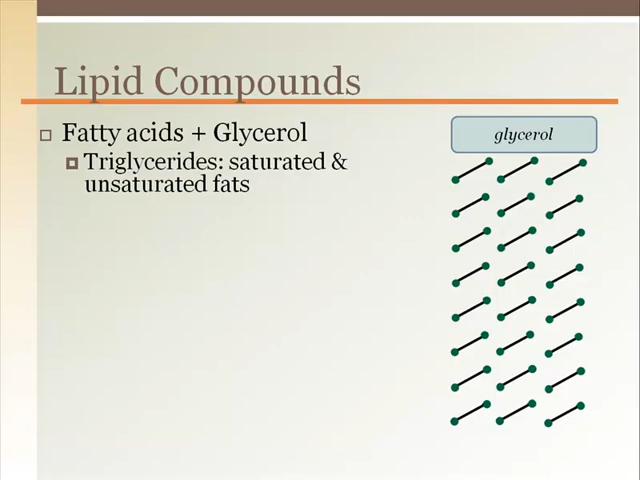 Lipid Compounds
Fatty acids + Glycerol
Triglycerides: saturated &
unsaturated fats
glycerol